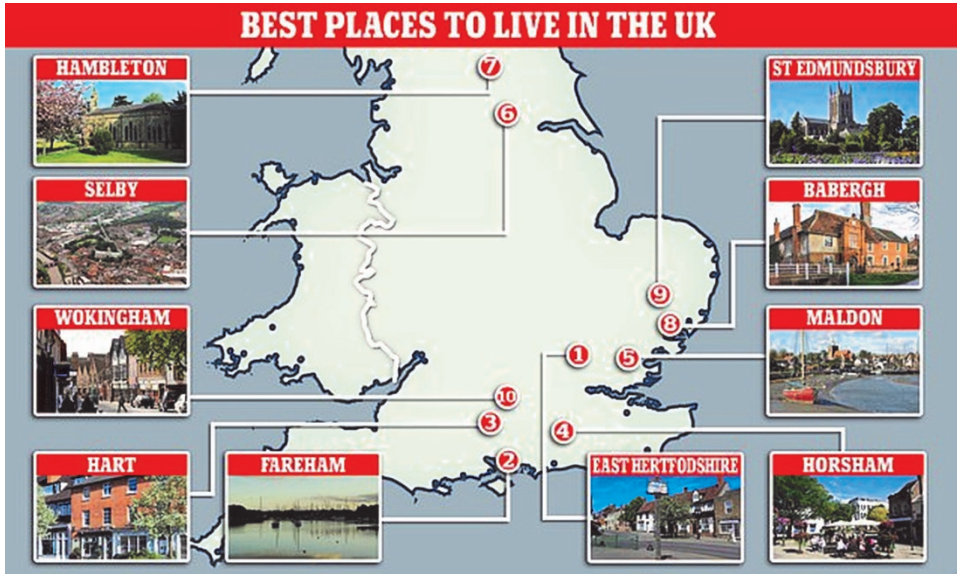 BEST PLACES TO LIVE IN THE UK
HAMBLETON
ST EDMUNDSBURY
7
6
SELBY
BABERGH
9
8
WOKINGHAM
MALDON
1
5
10
3
4
2
HART
FAREHAM
EAST HERTFODSHIRE
HORSHAM